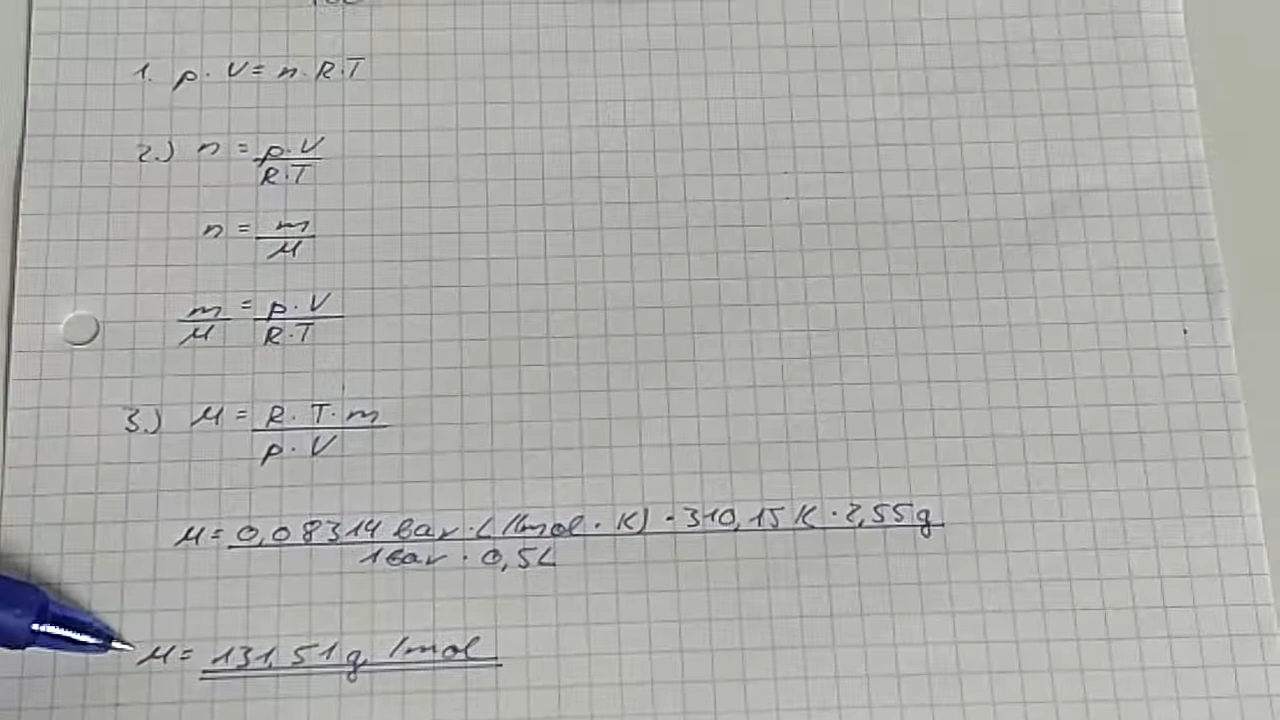 1. p · V = n · R · T
2.) n = p · V / R · T
n = m / M
m / M = p · V / R · T
3.) M = R · T · m / p · V
M = 0,08314 bar · L / (mol · K) · 310,15 K · 2,55 g / 1 bar · 0,5 L
M = 131,51 g / mol